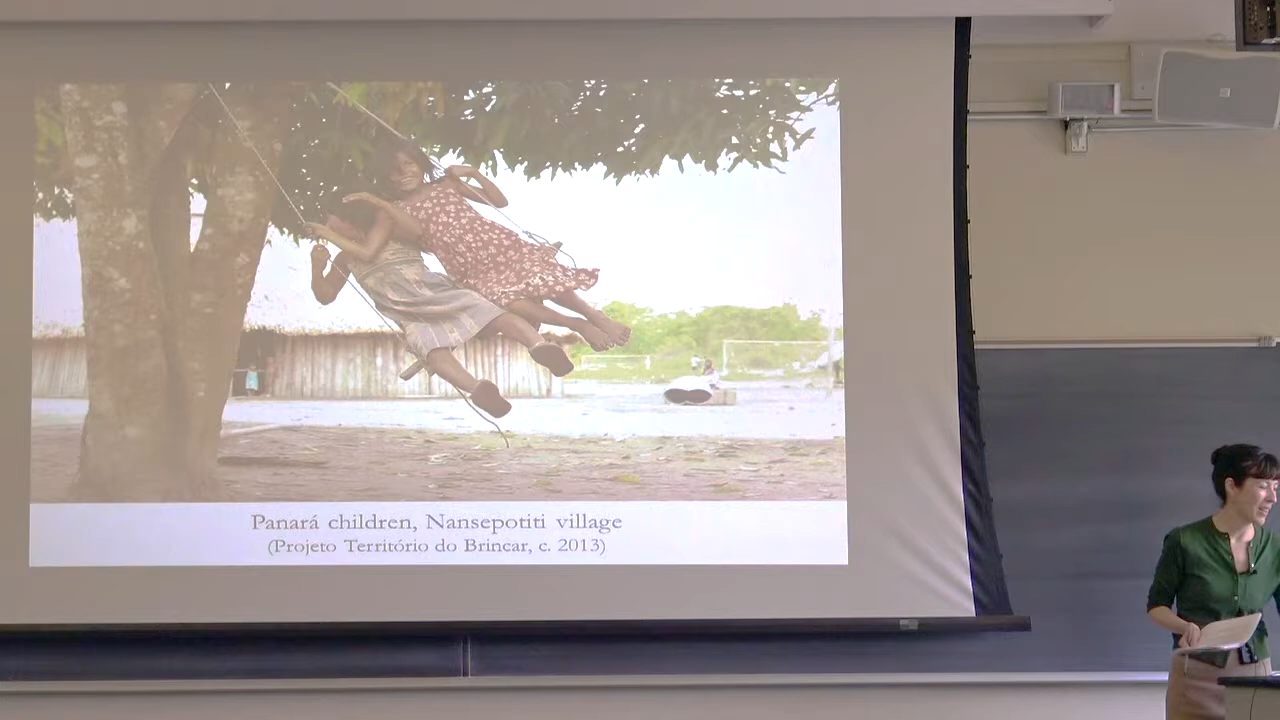 Panará children, Nansepotiti village
(Projeto Território do Brincar, c. 2013)